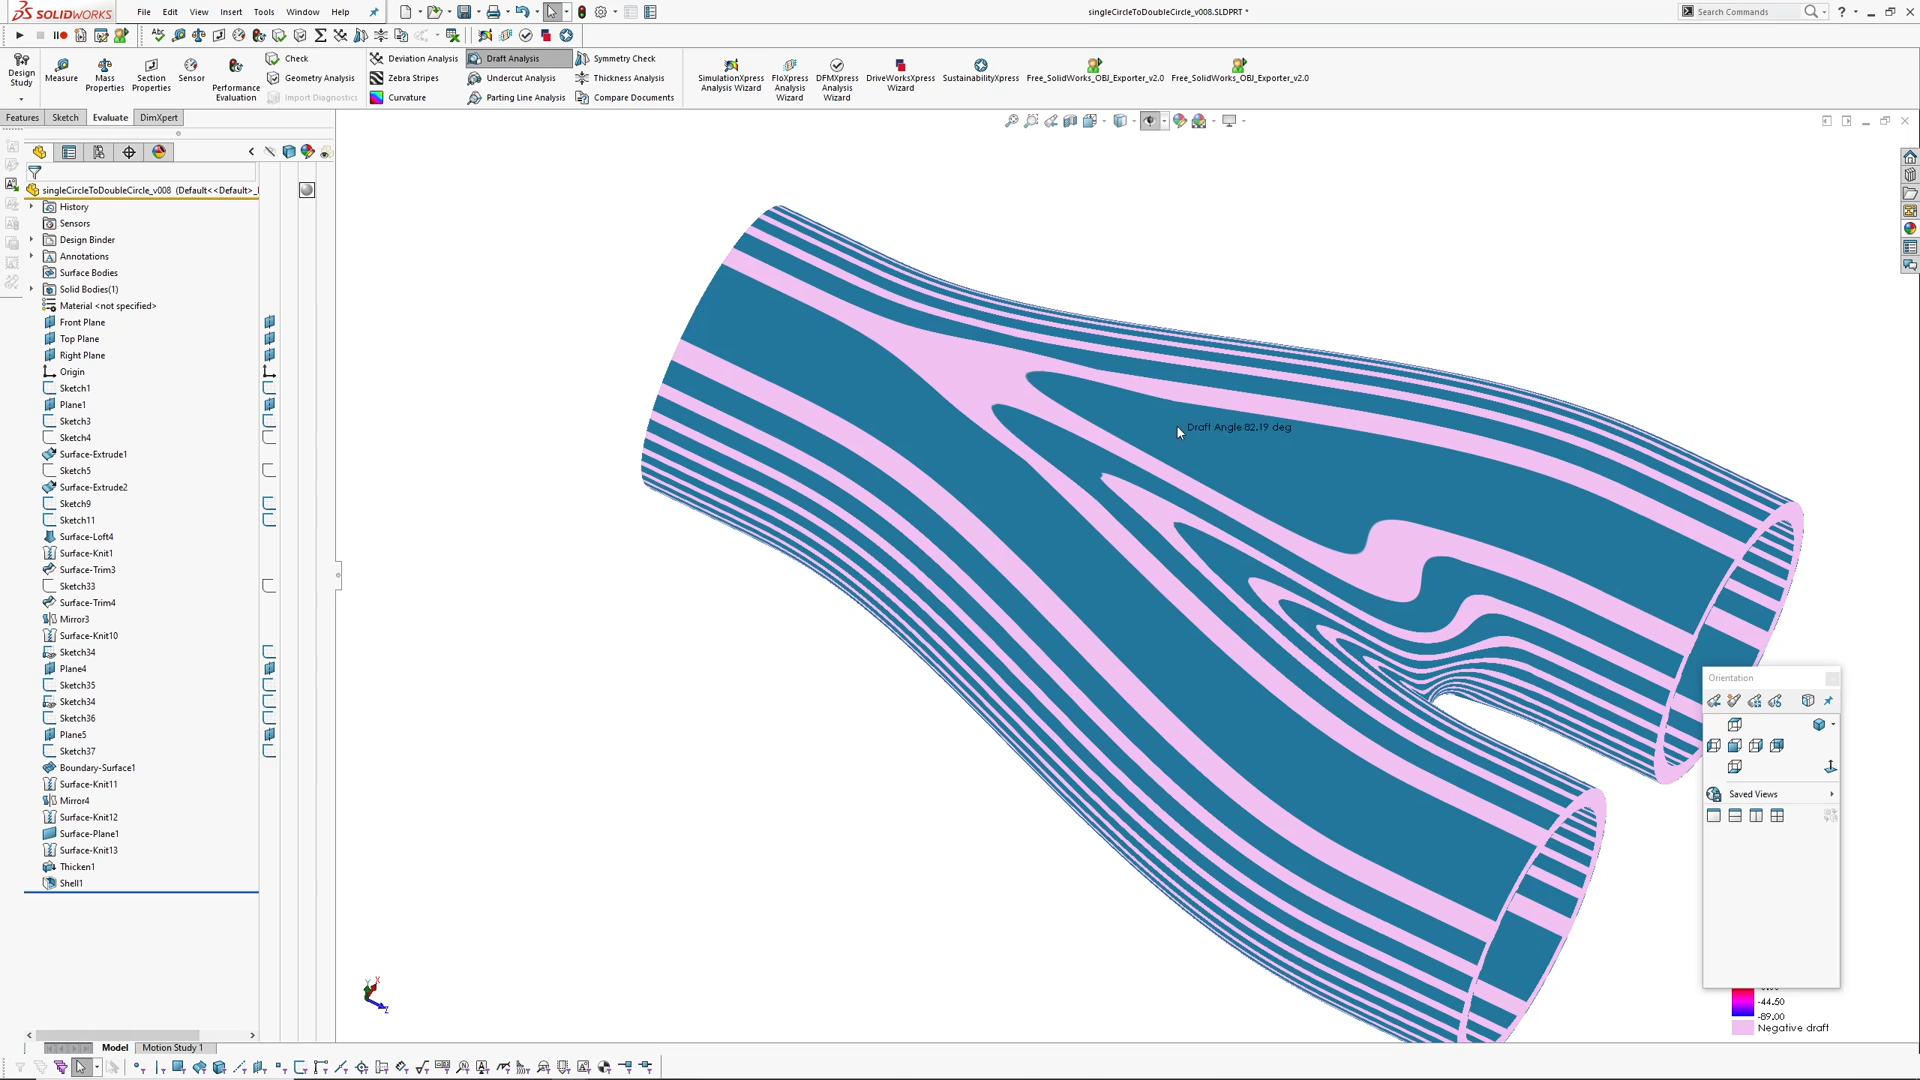 SOLIDWORKS
File Edit View Insert Tools Window Help
singleCircleToDoubleCircle_v008.SLDPRT *
Search Commands
Design Study
Measure
Mass Properties
Section Properties
Sensor
Performance Evaluation
Check
Geometry Analysis
Import Diagnostics
Deviation Analysis
Zebra Stripes
Curvature
Draft Analysis
Undercut Analysis
Parting Line Analysis
Symmetry Check
Thickness Analysis
Compare Documents
SimulationXpress Analysis Wizard
FloXpress Analysis Wizard
DFMXpress Analysis Wizard
DriveWorksXpress Wizard
SustainabilityXpress
Free_SolidWorks_OBJ_Exporter_v2.0
Free_SolidWorks_OBJ_Exporter_v2.0
Features Sketch Evaluate DimXpert
singleCircleToDoubleCircle_v008 (Default<<Default>_
History
Sensors
Design Binder
Annotations
Surface Bodies
Solid Bodies(1)
Material <not specified>
Front Plane
Top Plane
Right Plane
Origin
Sketch1
Plane1
Sketch3
Sketch4
Surface-Extrude1
Sketch5
Surface-Extrude2
Sketch9
Sketch11
Surface-Loft4
Surface-Knit1
Surface-Trim3
Sketch33
Surface-Trim4
Mirror3
Surface-Knit10
Sketch34
Plane4
Sketch35
Sketch34
Sketch36
Plane5
Sketch37
Boundary-Surface1
Surface-Knit11
Mirror4
Surface-Knit12
Surface-Plane1
Surface-Knit13
Thicken1
Shell1
Draft Angle 82.19 deg
Orientation
Saved Views
-44.50
-89.00
Negative draft
Model Motion Study 1